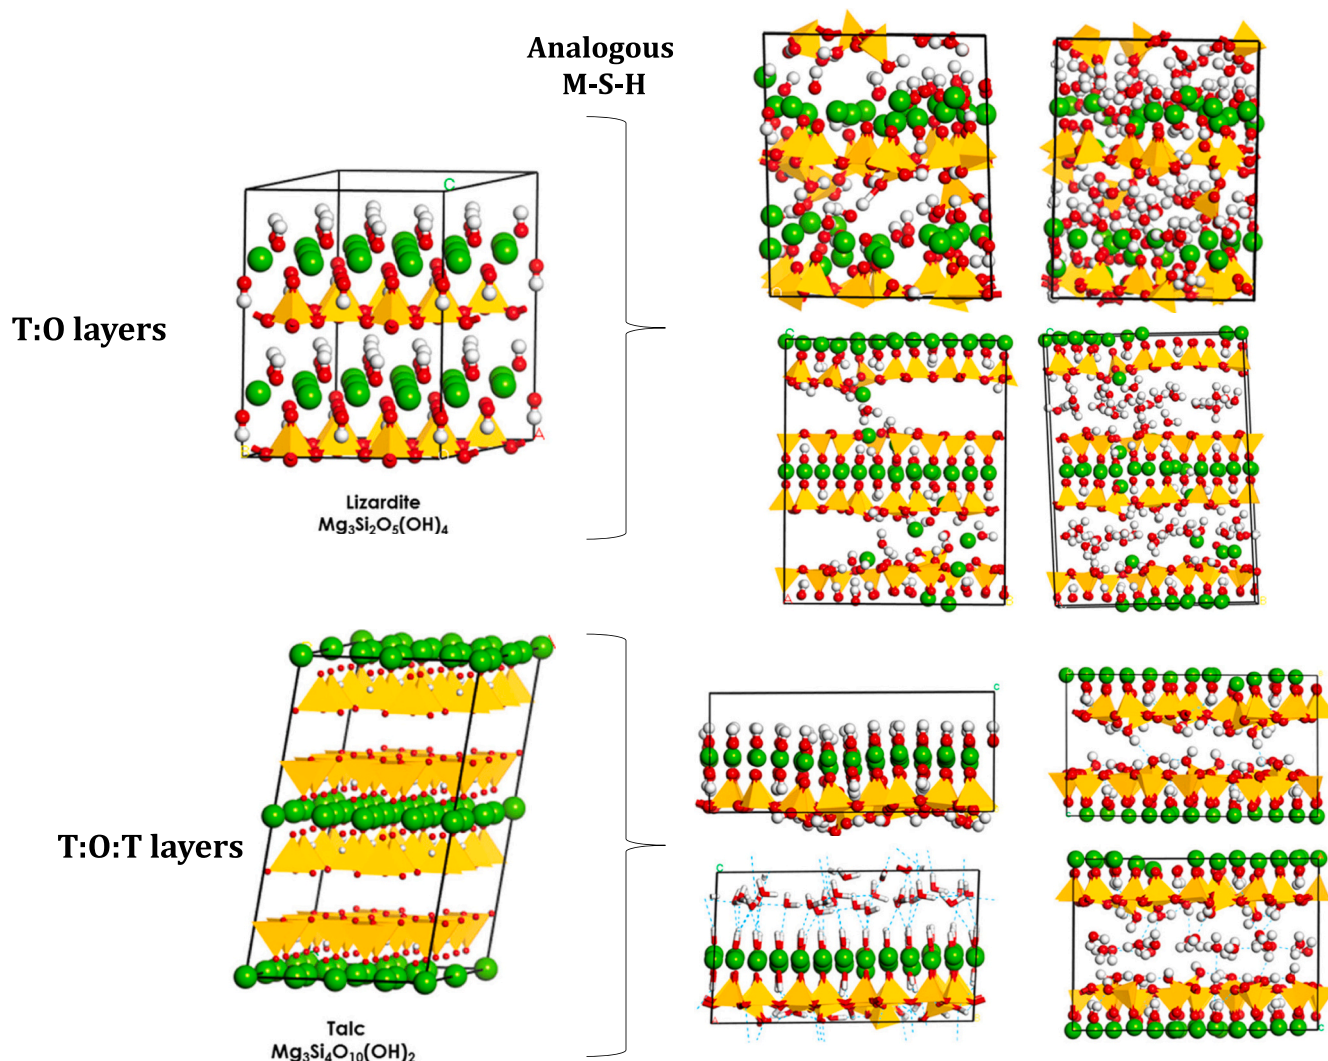 Analogous
M-S-H
C
T:O layers
A
B
Lizardite
Mg₃Si₂O₅(OH)₄
C
C
A
B
B
A
T:O:T layers
C
C
A
C
Talc
Mg₃Si₄O₁₀(OH)₂